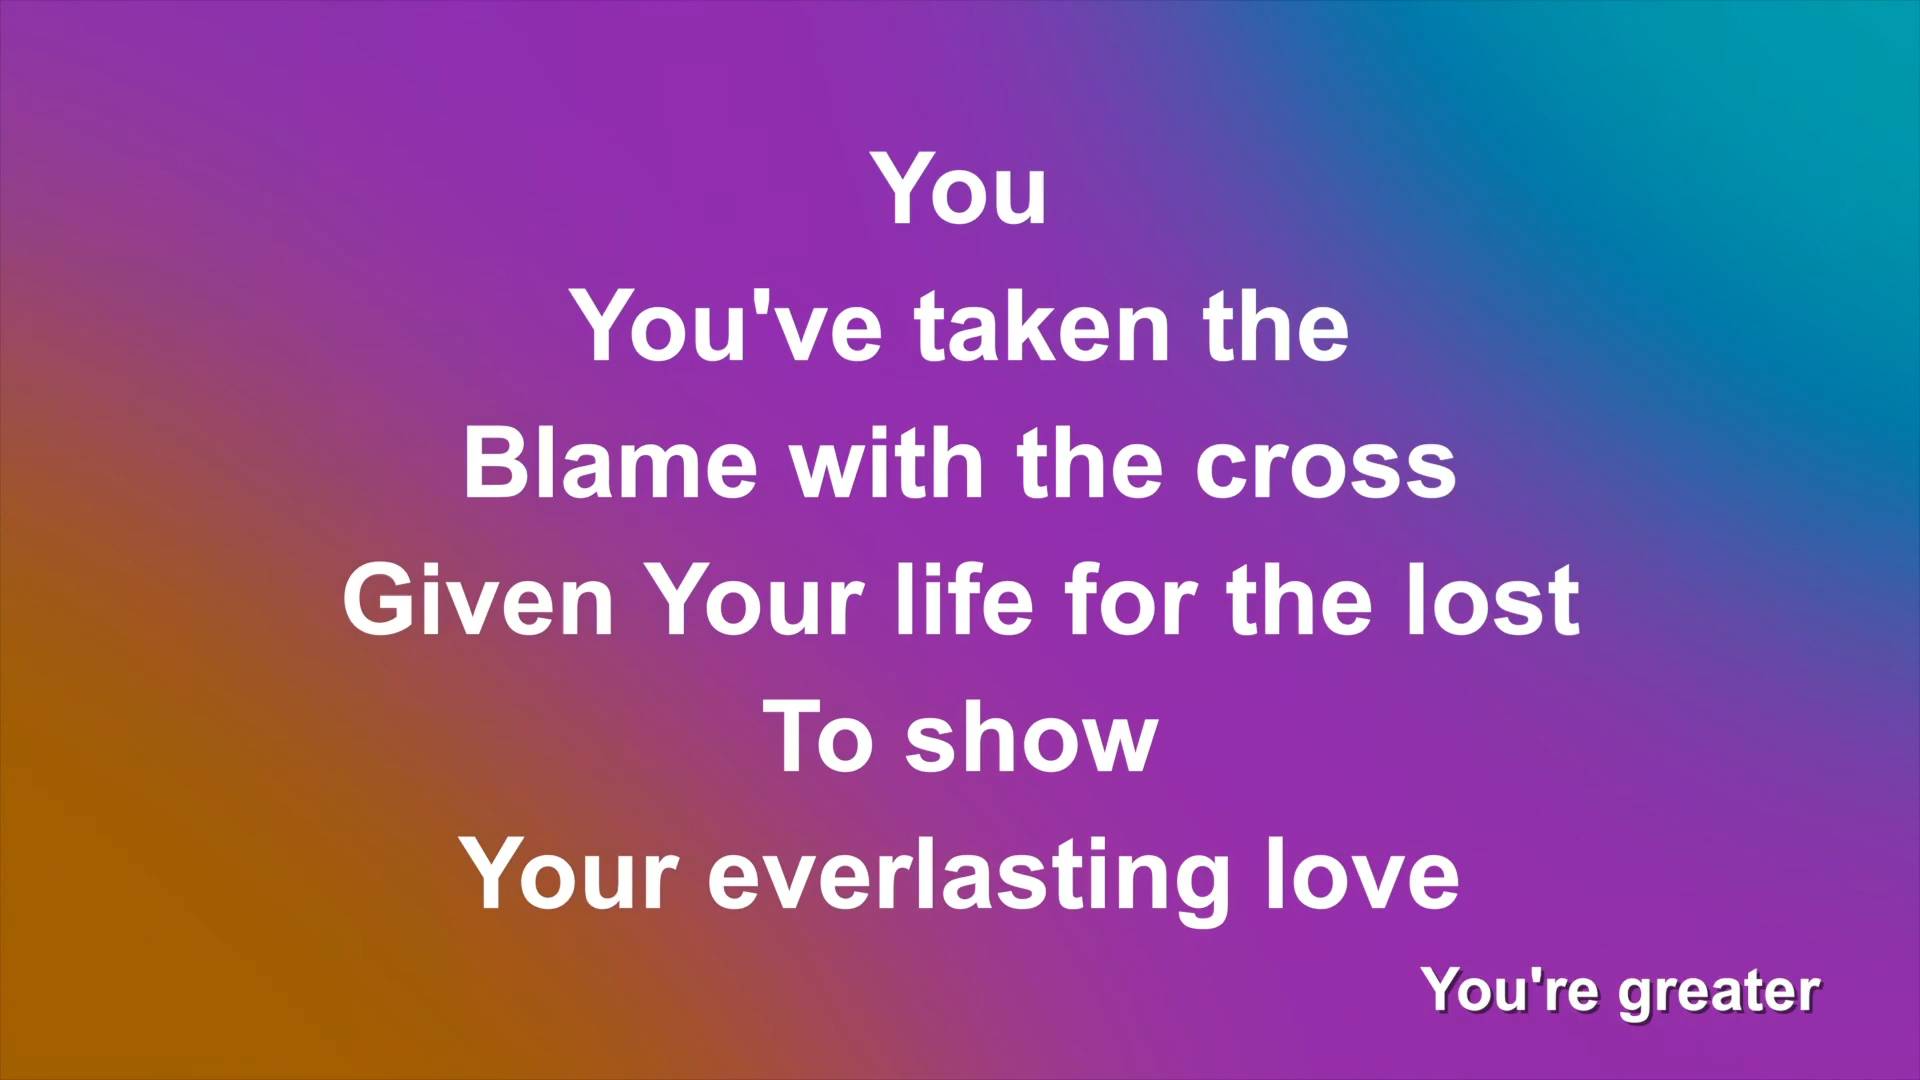 You
You've taken the
Blame with the cross
Given Your life for the lost
To show
Your everlasting love
You're greater